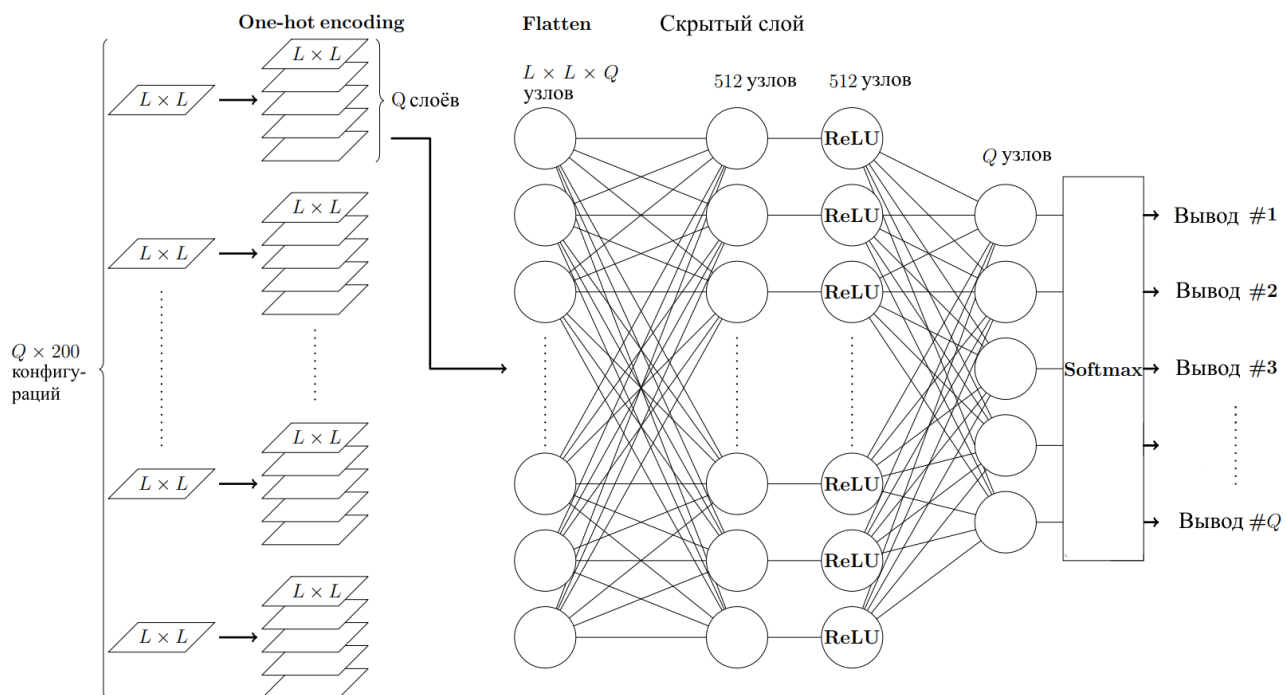 One-hot encoding
Flatten
Скрытый слой
L × L
L × L
Q слоёв
L × L × Q
узлов
512 узлов
512 узлов
ReLU
Q узлов
L × L
L × L
ReLU
Вывод #1
ReLU
Вывод #2
Q × 200
конфигу-
раций
Softmax
Вывод #3
L × L
L × L
ReLU
Вывод #Q
ReLU
L × L
L × L
ReLU